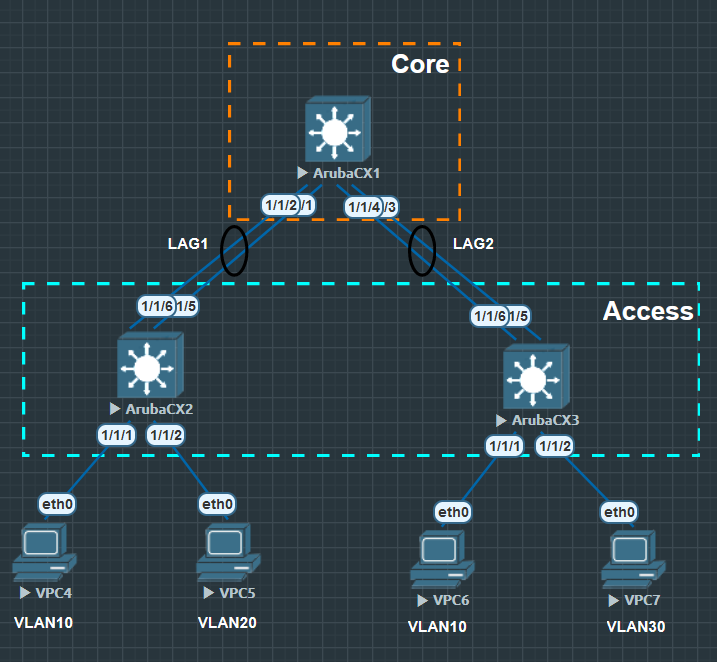 Core
ArubaCX1
1/1/2 /1
1/1/4 /3
LAG1
LAG2
Access
1/1/6 1/5
1/1/6 1/5
ArubaCX2
ArubaCX3
1/1/1
1/1/2
1/1/1
1/1/2
eth0
eth0
eth0
eth0
VPC4
VPC5
VPC6
VPC7
VLAN10
VLAN20
VLAN10
VLAN30